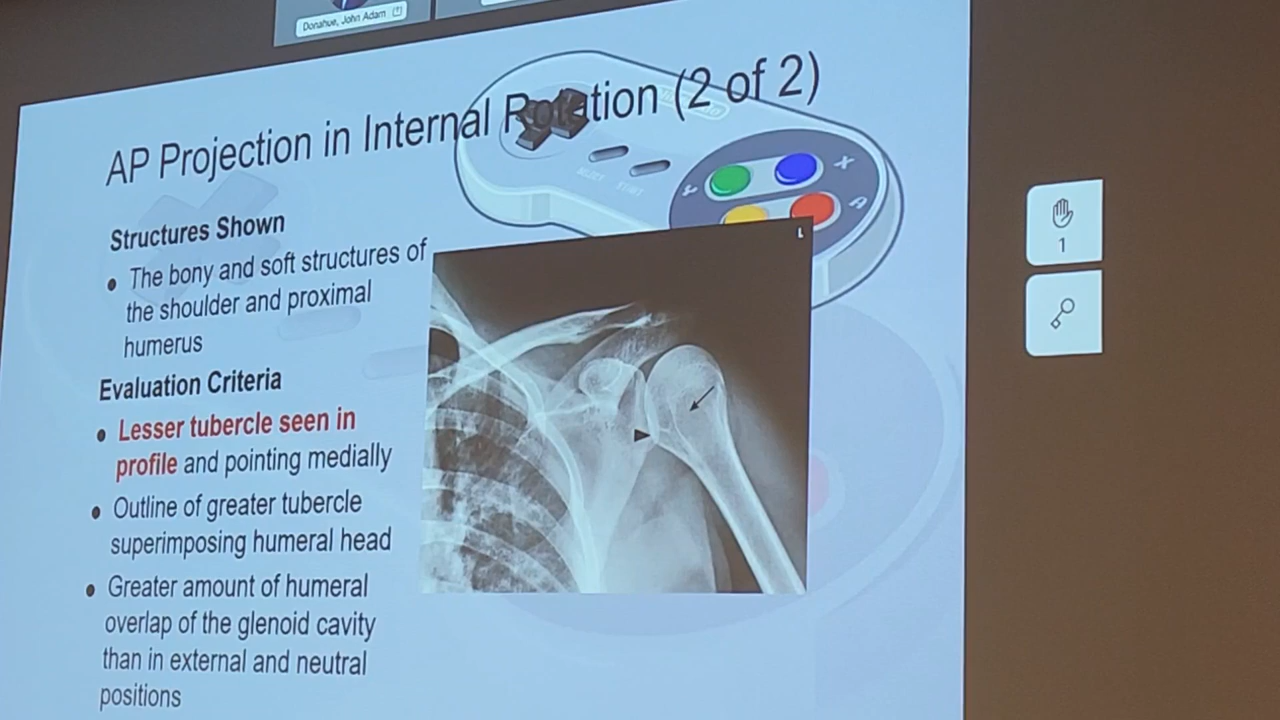 Donahue, John Adam
AP Projection in Internal Rotation (2 of 2)
Structures Shown
• The bony and soft structures of
the shoulder and proximal
humerus
Evaluation Criteria
• Lesser tubercle seen in
profile and pointing medially
• Outline of greater tubercle
superimposing humeral head
• Greater amount of humeral
overlap of the glenoid cavity
than in external and neutral
positions
X
Y
A
L
1